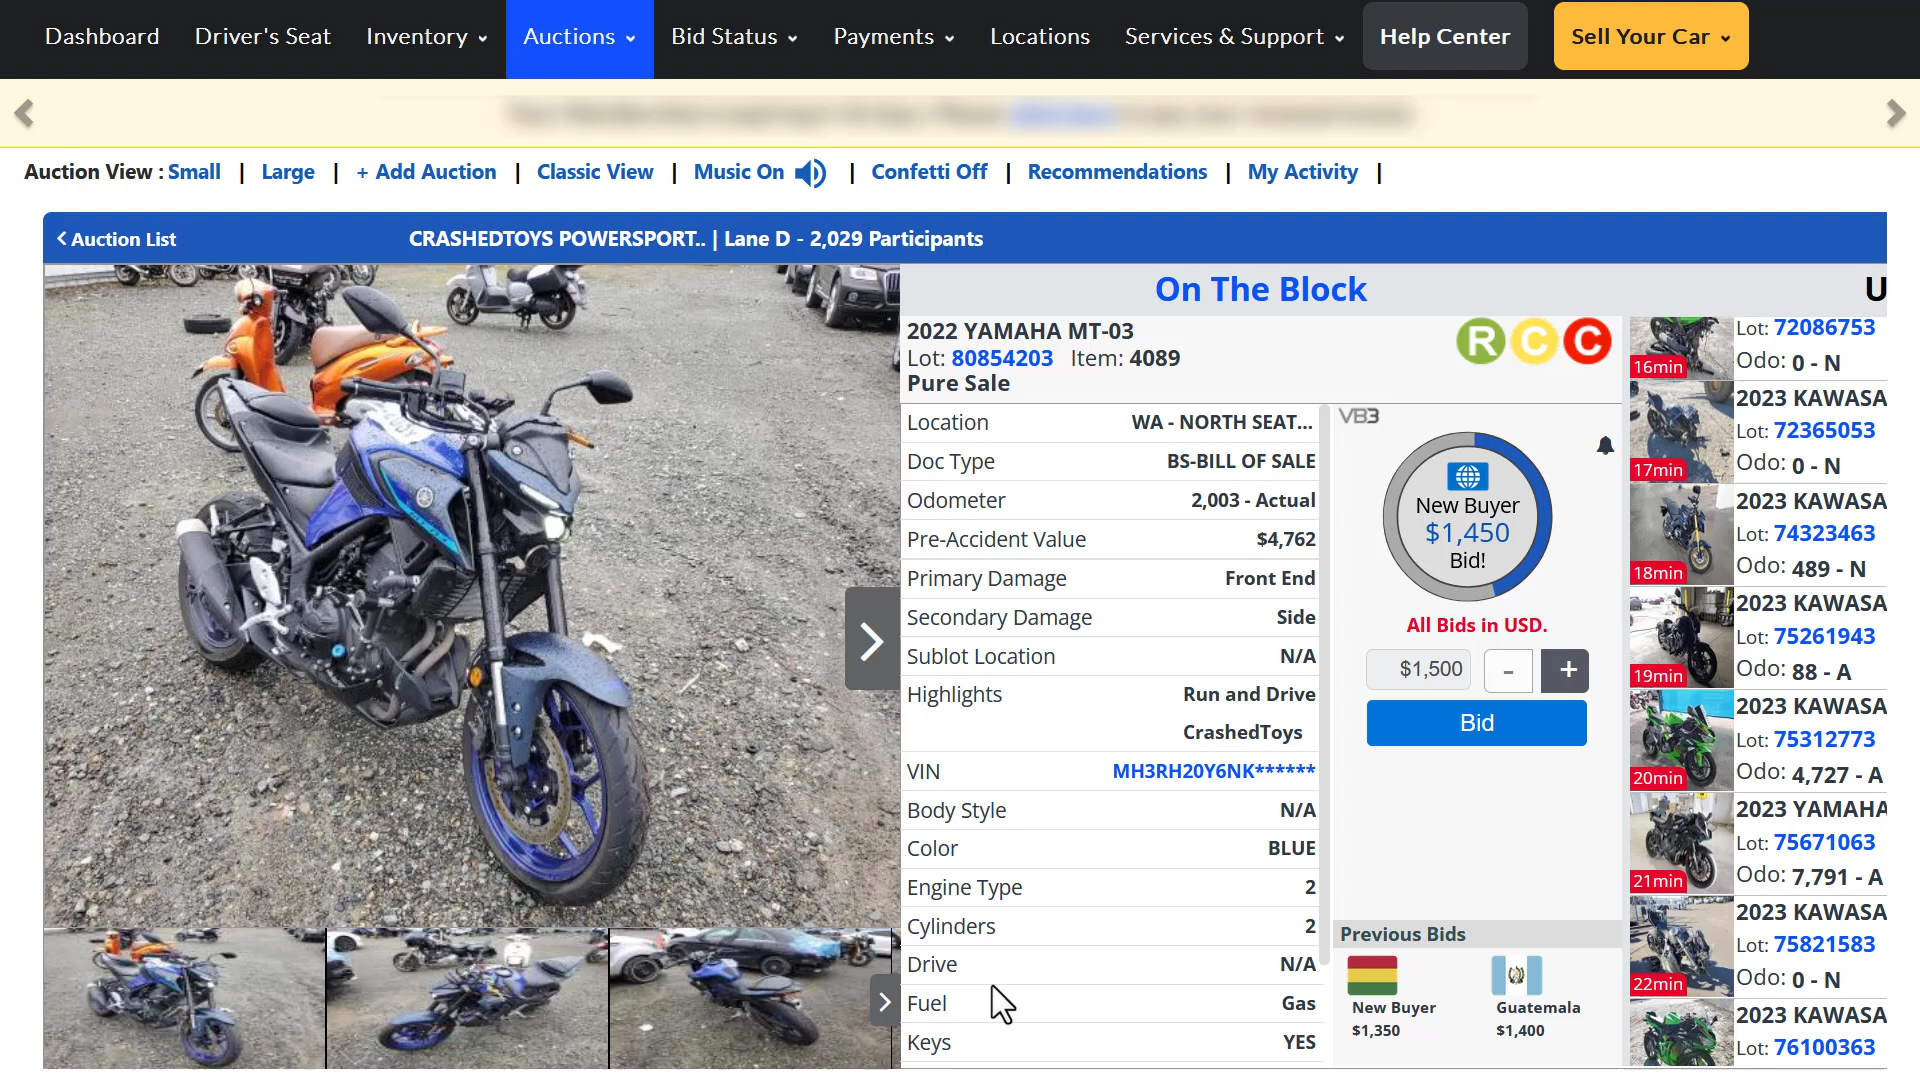 Dashboard Driver's Seat Inventory Auctions Bid Status Payments Locations Services & Support Help Center Sell Your Car
Auction View : Small | Large | + Add Auction | Classic View | Music On | Confetti Off | Recommendations | My Activity |
Auction List
CRASHEDTOYS POWERSPORT.. | Lane D - 2,029 Participants
On The Block
U
2022 YAMAHA MT-03
Lot: 80854203 Item: 4089
Pure Sale
R C C
Location WA - NORTH SEAT...
Doc Type BS-BILL OF SALE
Odometer 2,003 - Actual
Pre-Accident Value $4,762
Primary Damage Front End
Secondary Damage Side
Sublot Location N/A
Highlights Run and Drive
CrashedToys
VIN MH3RH20Y6NK******
Body Style N/A
Color BLUE
Engine Type 2
Cylinders 2
Drive N/A
Fuel Gas
Keys YES
VB3
New Buyer
$1,450
Bid!
All Bids in USD.
$1,500 - +
Bid
Previous Bids
New Buyer
$1,350
Guatemala
$1,400
Lot: 72086753
Odo: 0 - N
16min
2023 KAWASA
Lot: 72365053
Odo: 0 - N
17min
2023 KAWASA
Lot: 74323463
Odo: 489 - N
18min
2023 KAWASA
Lot: 75261943
Odo: 88 - A
19min
2023 KAWASA
Lot: 75312773
Odo: 4,727 - A
20min
2023 YAMAHA
Lot: 75671063
Odo: 7,791 - A
21min
2023 KAWASA
Lot: 75821583
Odo: 0 - N
22min
2023 KAWASA
Lot: 76100363